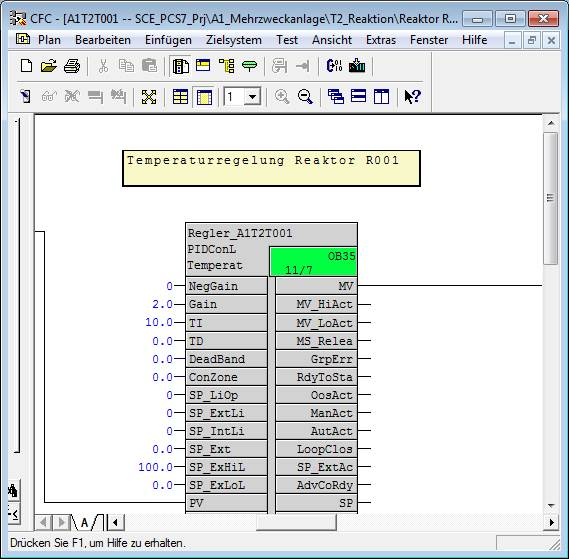 CFC - [A1T2T001 -- SCE_PCS7_Prj\A1_Mehrzweckanlage\T2_Reaktion\Reaktor R...
Plan Bearbeiten Einfügen Zielsystem Test Ansicht Extras Fenster Hilfe
1
Temperaturregelung Reaktor R001
Regler_A1T2T001
PIDConL OB35
Temperat 11/7
0 NegGain MV
2.0 Gain MV_HiAct
10.0 TI MV_LoAct
0.0 TD MS_Relea
0.0 DeadBand GrpErr
0.0 ConZone RdyToSta
0 SP_LiOp OosAct
0 SP_ExtLi ManAct
0 SP_IntLi AutAct
0.0 SP_Ext LoopClos
100.0 SP_ExHiL SP_ExtAc
0.0 SP_ExLoL AdvCoRdy
PV SP
A
Drücken Sie F1, um Hilfe zu erhalten.